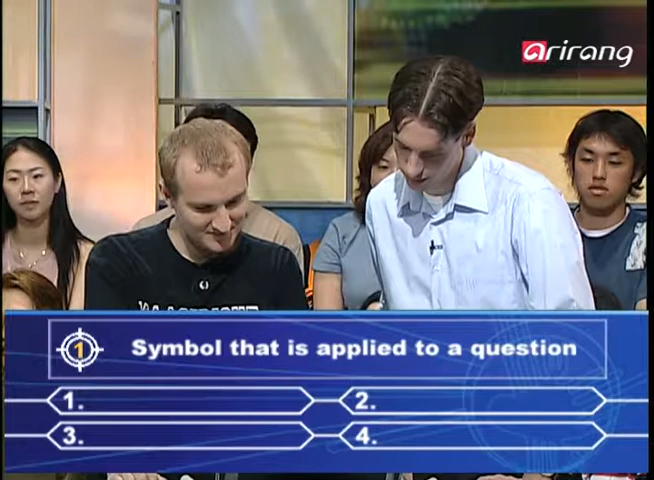 arirang
1 Symbol that is applied to a question
1.
2.
3.
4.